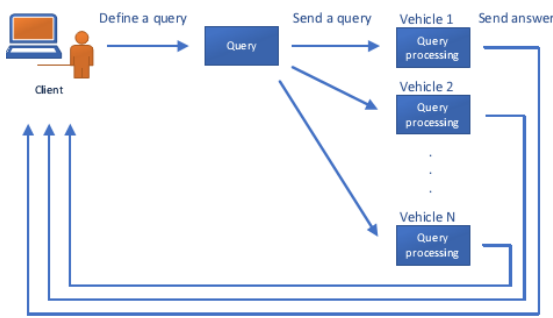 Define a query
Send a query
Vehicle 1
Send answer
Query
Query
processing
Client
Vehicle 2
Query
processing
.
.
.
Vehicle N
Query
processing